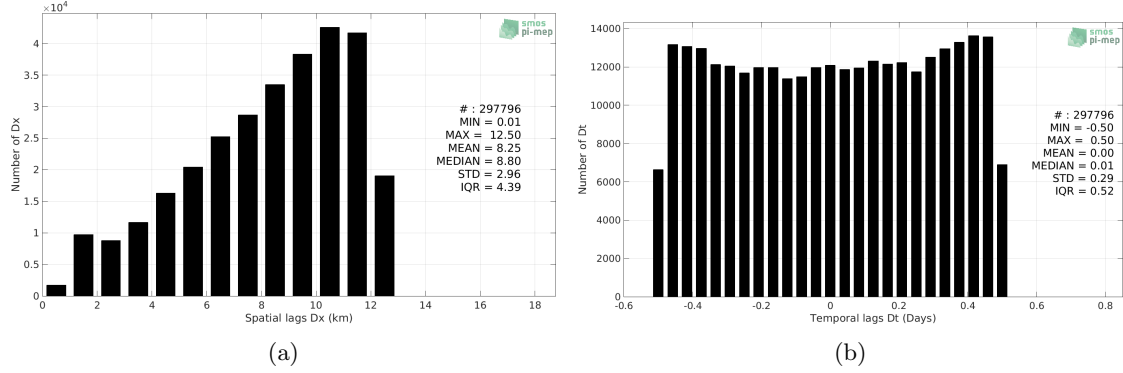 ×10⁴
4
3.5
3
2.5
2
1.5
1
0.5
0
Number of Dx
0 2 4 6 8 10 12 14 16 18
Spatial lags Dx (km)
smos
pi-mep
# : 297796
MIN = 0.01
MAX = 12.50
MEAN = 8.25
MEDIAN = 8.80
STD = 2.96
IQR = 4.39
(a)
14000
12000
10000
8000
6000
4000
2000
0
Number of Dt
-0.6 -0.4 -0.2 0 0.2 0.4 0.6 0.8
Temporal lags Dt (Days)
smos
pi-mep
# : 297796
MIN = -0.50
MAX = 0.50
MEAN = 0.00
MEDIAN = 0.01
STD = 0.29
IQR = 0.52
(b)